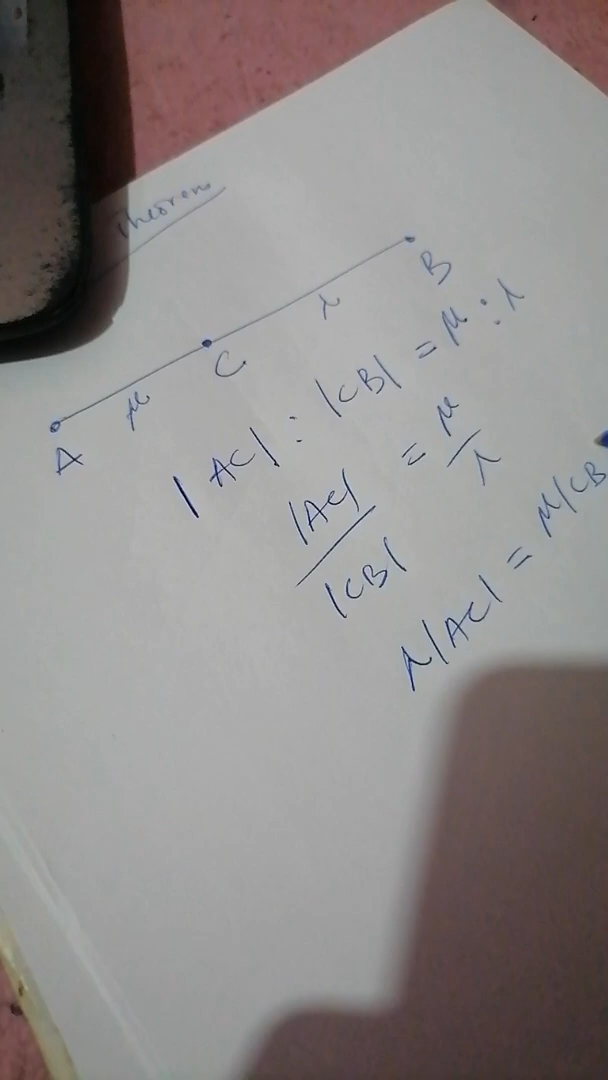 Theorem
A μ C λ B
|AC| : |CB| = μ : λ
|AC| / |CB| = μ / λ
λ|AC| = μ|CB